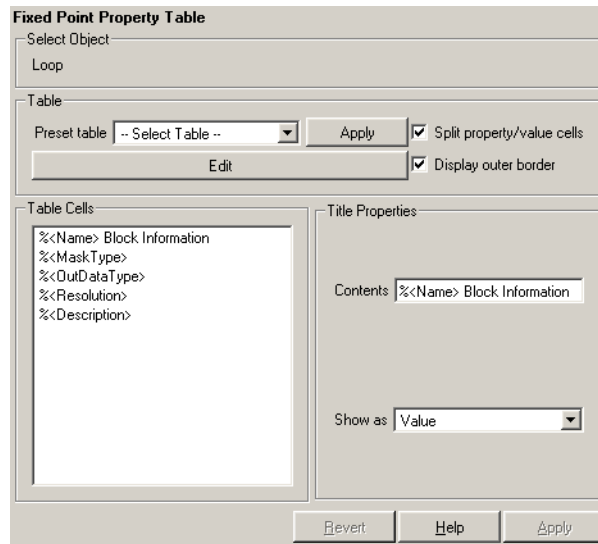 Fixed Point Property Table
Select Object
Loop
Table
Preset table -- Select Table -- Apply Split property/value cells
Edit Display outer border
Table Cells
%<Name> Block Information
%<MaskType>
%<OutDataType>
%<Resolution>
%<Description>
Title Properties
Contents %<Name> Block Information
Show as Value
Revert Help Apply